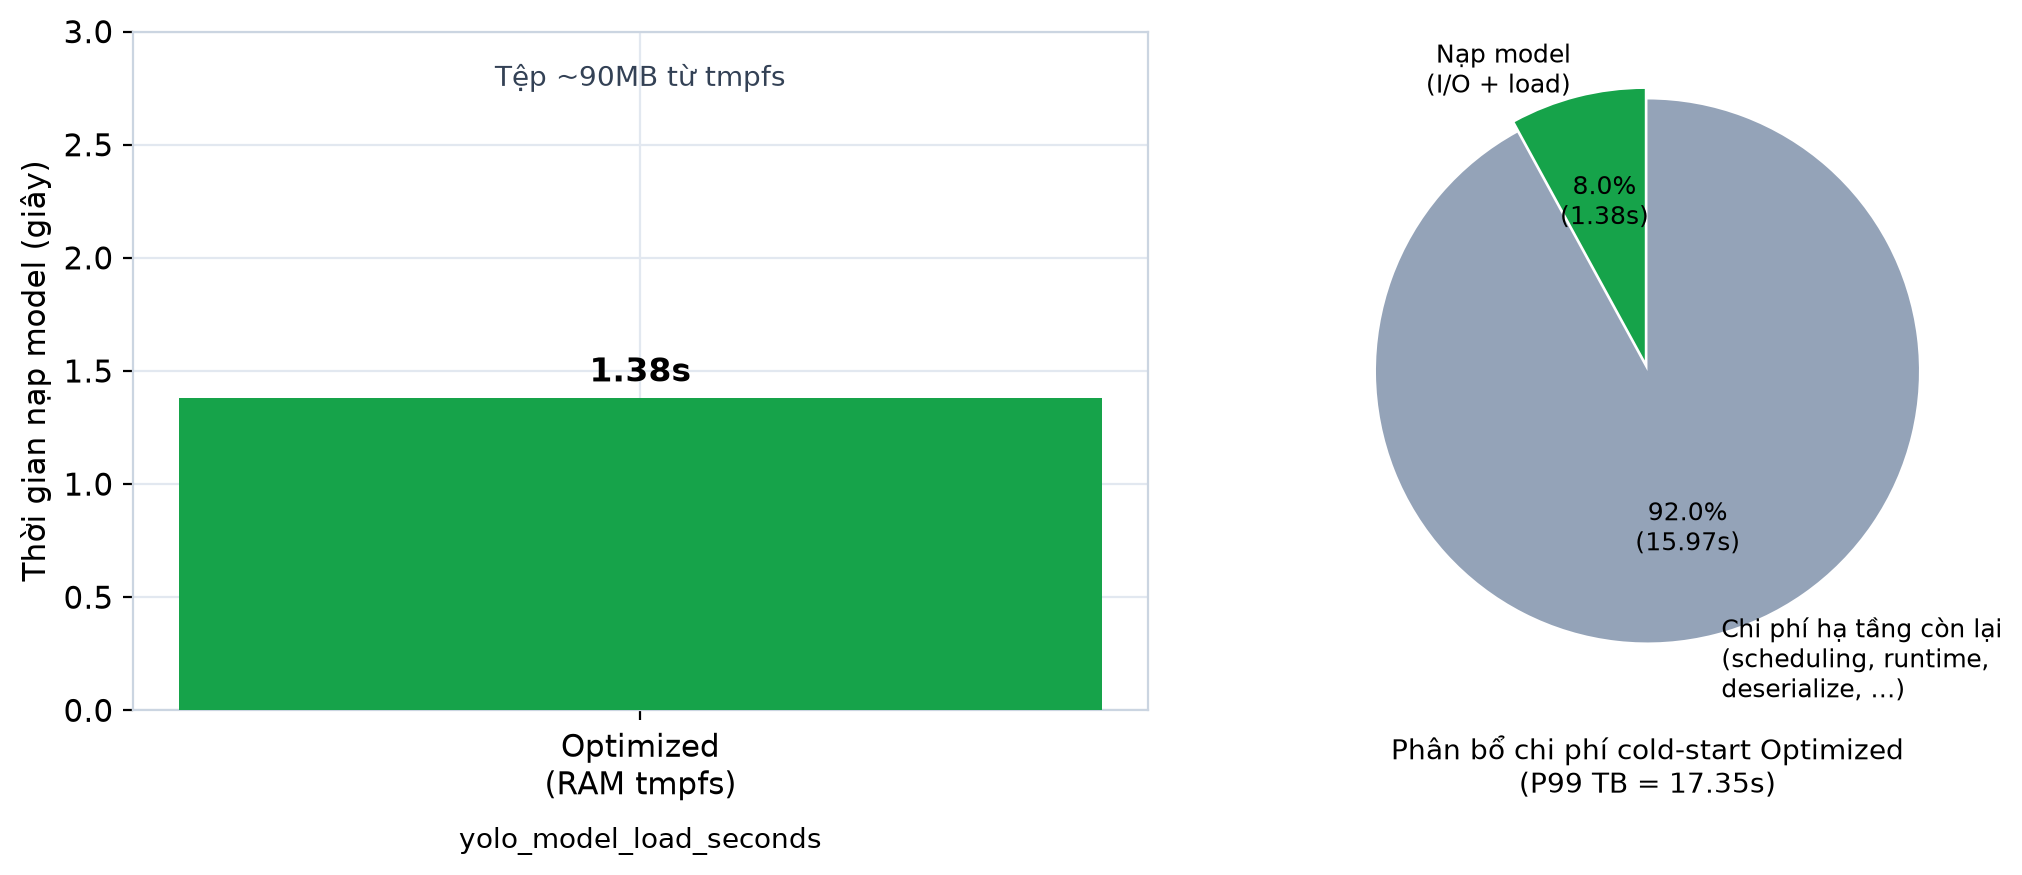 3.0
2.5
2.0
1.5
1.0
0.5
0.0
Thời gian nạp model (giây)
Tệp ~90MB từ tmpfs
1.38s
Optimized
(RAM tmpfs)
yolo_model_load_seconds
Nạp model
(I/O + load)
8.0%
(1.38s)
92.0%
(15.97s)
Chi phí hạ tầng còn lại
(scheduling, runtime,
deserialize, ...)
Phân bổ chi phí cold-start Optimized
(P99 TB = 17.35s)